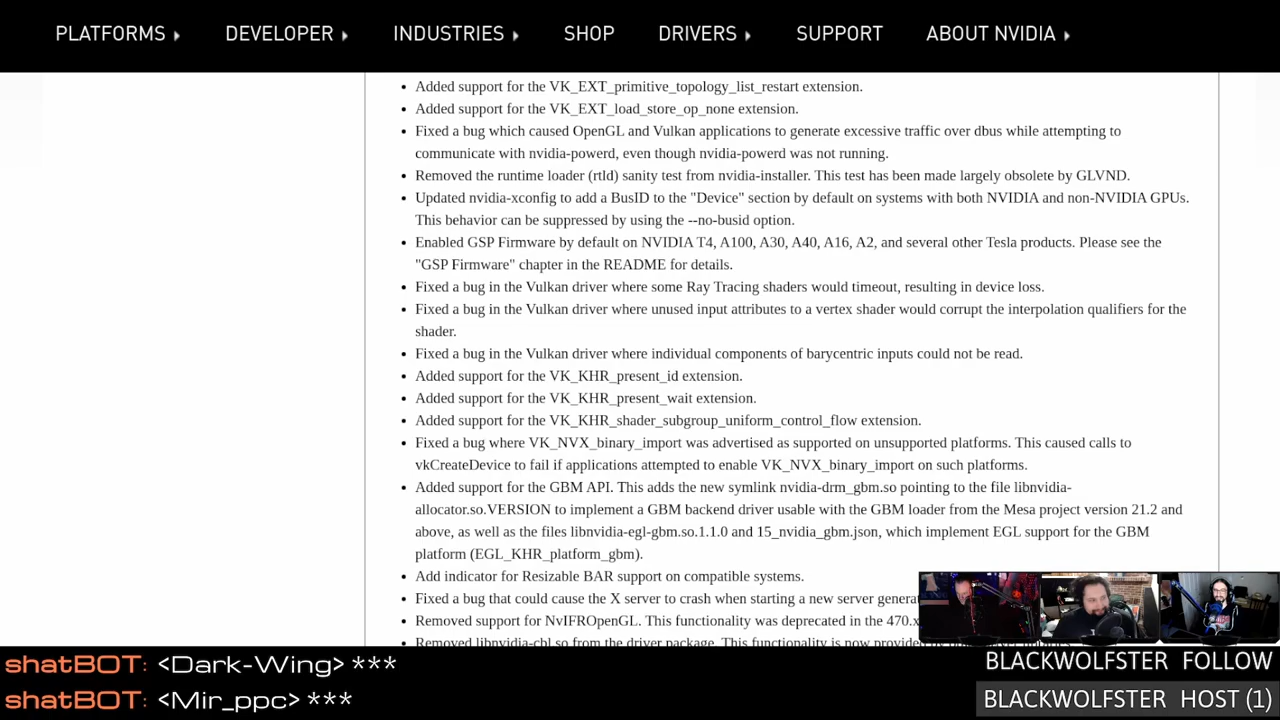 PLATFORMS DEVELOPER INDUSTRIES SHOP DRIVERS SUPPORT ABOUT NVIDIA
• Added support for the VK_EXT_primitive_topology_list_restart extension.
• Added support for the VK_EXT_load_store_op_none extension.
• Fixed a bug which caused OpenGL and Vulkan applications to generate excessive traffic over dbus while attempting to
communicate with nvidia-powerd, even though nvidia-powerd was not running.
• Removed the runtime loader (rtld) sanity test from nvidia-installer. This test has been made largely obsolete by GLVND.
• Updated nvidia-xconfig to add a BusID to the "Device" section by default on systems with both NVIDIA and non-NVIDIA GPUs.
This behavior can be suppressed by using the --no-busid option.
• Enabled GSP Firmware by default on NVIDIA T4, A100, A30, A40, A16, A2, and several other Tesla products. Please see the
"GSP Firmware" chapter in the README for details.
• Fixed a bug in the Vulkan driver where some Ray Tracing shaders would timeout, resulting in device loss.
• Fixed a bug in the Vulkan driver where unused input attributes to a vertex shader would corrupt the interpolation qualifiers for the
shader.
• Fixed a bug in the Vulkan driver where individual components of barycentric inputs could not be read.
• Added support for the VK_KHR_present_id extension.
• Added support for the VK_KHR_present_wait extension.
• Added support for the VK_KHR_shader_subgroup_uniform_control_flow extension.
• Fixed a bug where VK_NVX_binary_import was advertised as supported on unsupported platforms. This caused calls to
vkCreateDevice to fail if applications attempted to enable VK_NVX_binary_import on such platforms.
• Added support for the GBM API. This adds the new symlink nvidia-drm_gbm.so pointing to the file libnvidia-
allocator.so.VERSION to implement a GBM backend driver usable with the GBM loader from the Mesa project version 21.2 and
above, as well as the files libnvidia-egl-gbm.so.1.1.0 and 15_nvidia_gbm.json, which implement EGL support for the GBM
platform (EGL_KHR_platform_gbm).
• Add indicator for Resizable BAR support on compatible systems.
• Fixed a bug that could cause the X server to crash when starting a new server
• Removed support for NvIFROpenGL. This functionality was deprecated in the 470.x
• Removed libnvidia-cbl.so from the driver package. This functionality is now provided
shatBOT: <Dark-Wing> ***
BLACKWOLFSTER FOLLOW
shatBOT: <Mir_ppc> ***
BLACKWOLFSTER HOST (1)